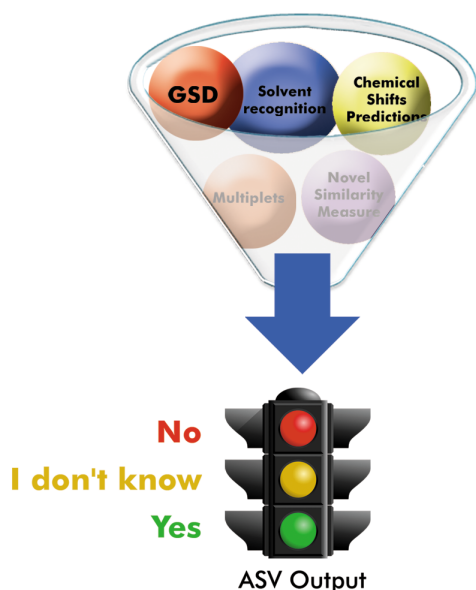 GSD
Solvent
recognition
Chemical
Shifts
Predictions
Multiplets
Novel
Similarity
Measure
No
I don't know
Yes
ASV Output